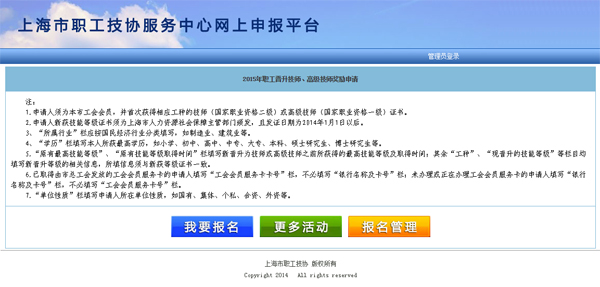 上海市职工技协服务中心网上申报平台
管理员登录
2015年职工晋升技师、高级技师奖励申请
注:
1.申请人须为本市工会会员,并首次获得相应工种的技师(国家职业资格二级)或高级技师(国家职业资格一级)证书。
2.申请人晋级技能等级证书须为上海市人力资源社会保障主管部门颁发,且发证日期为2014年1月1日以后。
3.“所属行业”栏应按国民经济行业分类填写,如制造业、建筑业等。
4.“学历”栏填写本人所获最高学历,如小学、初中、高中、中专、大专、本科、硕士研究生、博士研究生等。
5.“原有最高技能等级”、“原有技能等级取得时间”栏填写新晋升为技师或高级技师之前所获得的最高技能等级及取得时间;其余“工种”、“现晋升的技能等级”等栏目均
填写新晋升等级的相关信息,所填信息须与新获等级证书一致。
6.已取得由市总工会发放的工会会员服务卡的申请人填写“工会会员服务卡卡号”栏,不必填写“银行名称及卡号”栏;未办理或正在办理工会会员服务卡的申请人填写“银行
名称及卡号”栏,不必填写“工会会员服务卡号”栏。
7.“单位性质”栏填写申请人所在单位性质,如国有、集体、个私、合资、外资等。
我要报名
更多活动
报名管理
上海市职工技协 版权所有
Copyright 2014 All rights reserved